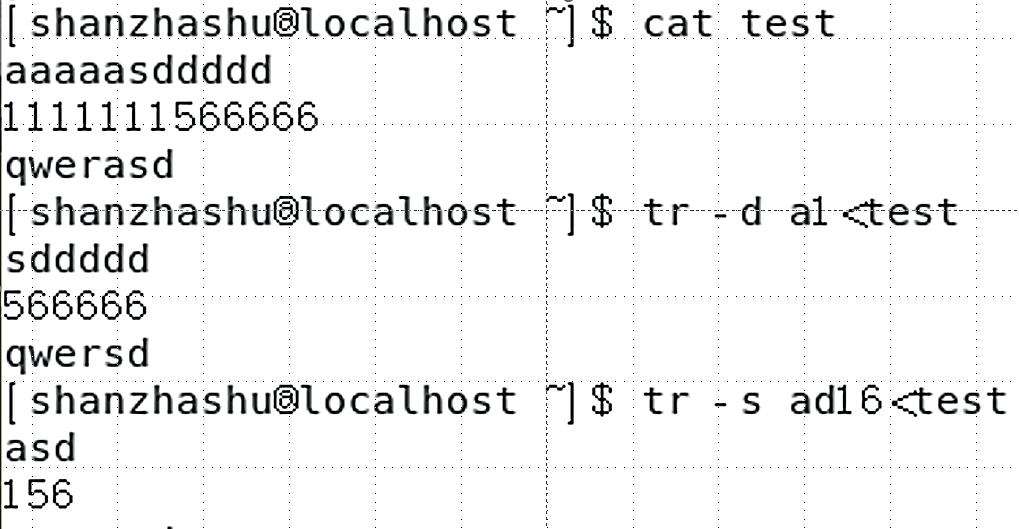 [shanzhashu@localhost ~]$ cat test
aaaaasddddd
1111111566666
qwerasd
[shanzhashu@localhost ~]$ tr -d a1 <test
sddddd
566666
qwersd
[shanzhashu@localhost ~]$ tr -s ad16<test
asd
156